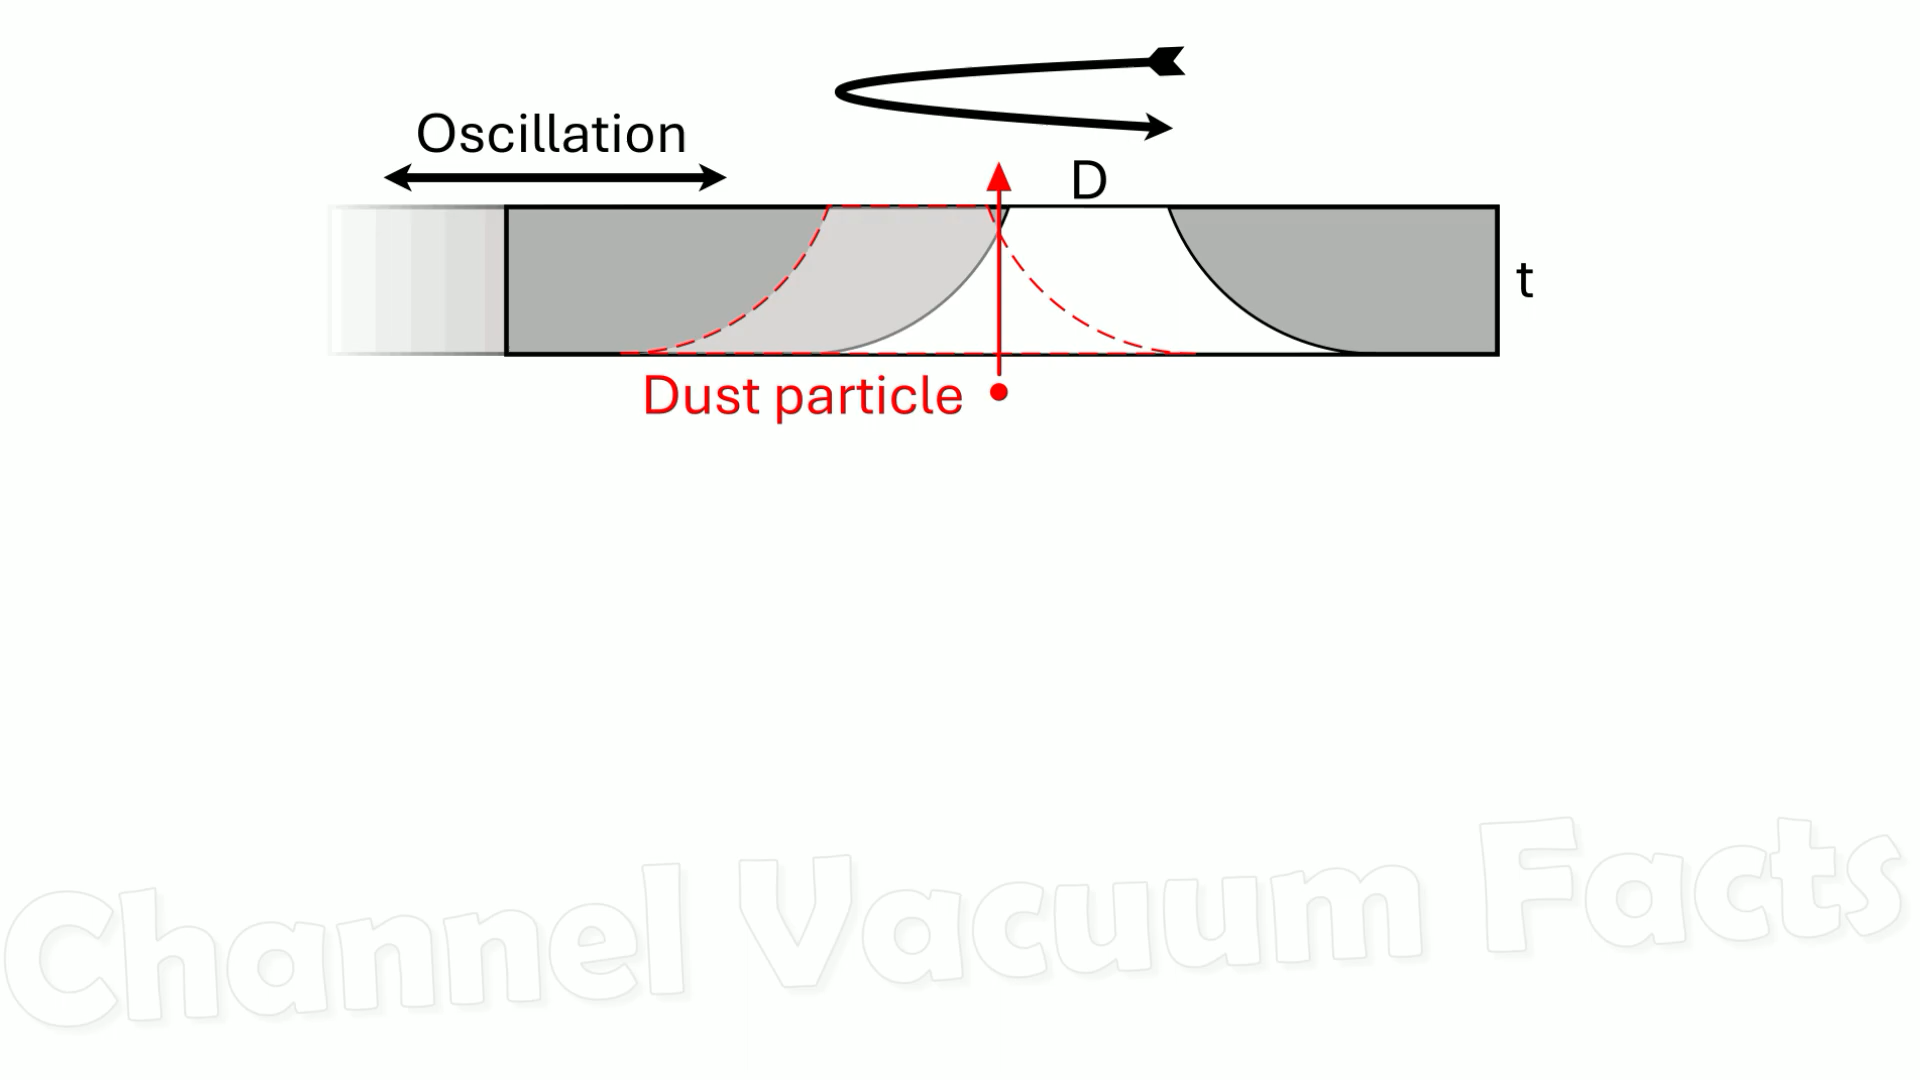 Oscillation
D
t
Dust particle
Channel Vacuum Facts